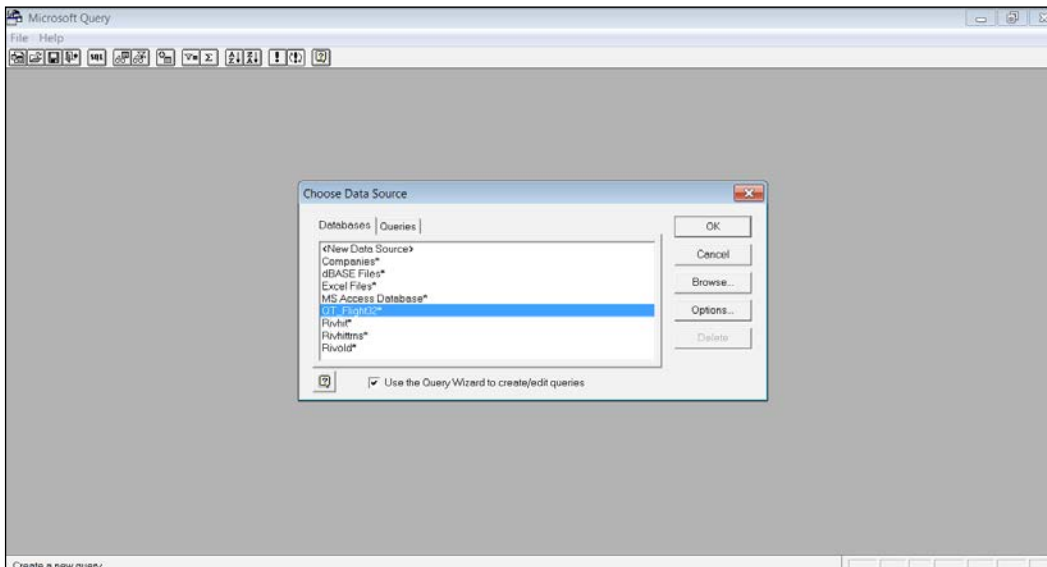 Microsoft Query
File Help
SQL
Choose Data Source
Databases Queries
OK
<New Data Source>
Companies*
dBASE Files*
Excel Files*
MS Access Database*
QT_Flight02*
Rivhit*
Rivhittms*
Rivold*
Cancel
Browse...
Options...
Delete
Use the Query Wizard to create/edit queries
Create a new query